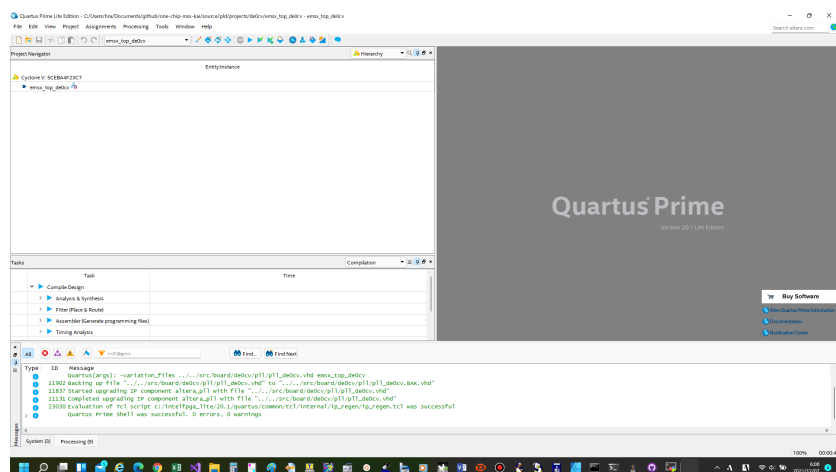 Quartus Prime Lite Edition - C:/Users/hra/Documents/github/one-chip-msx-kai/source/pld/projects/de0cv/emsx_top_de0cv - emsx_top_de0cv
File Edit View Project Assignments Processing Tools Window Help
Search altera.com
emsx_top_de0cv
Project Navigator
Hierarchy
Entity:Instance
Cyclone V: 5CEBA4F23C7
emsx_top_de0cv
Quartus Prime
Version 20.1 Lite Edition
Tasks
Compilation
Task Time
Compile Design
Analysis & Synthesis
Fitter (Place & Route)
Assembler (Generate programming files)
Timing Analysis
Buy Software
View Quartus Prime Information
Documentation
Notification Center
All
<<Filter>>
Find...
Find Next
Type ID Message
Quartus(args): -variation_files ../../src/board/de0cv/pll/pll_de0cv.vhd emsx_top_de0cv
11902 Backing up file "../../src/board/de0cv/pll/pll_de0cv.vhd" to "../../src/board/de0cv/pll/pll_de0cv.BAK.vhd"
11837 Started upgrading IP component altera_pll with file "../../src/board/de0cv/pll/pll_de0cv.vhd"
11131 Completed upgrading IP component altera_pll with file "../../src/board/de0cv/pll/pll_de0cv.vhd"
23030 Evaluation of Tcl script c:/intelfpga_lite/20.1/quartus/common/tcl/internal/ip_regen/ip_regen.tcl was successful
Quartus Prime Shell was successful. 0 errors, 0 warnings
Messages
System (3) Processing (9)
100%
6:08